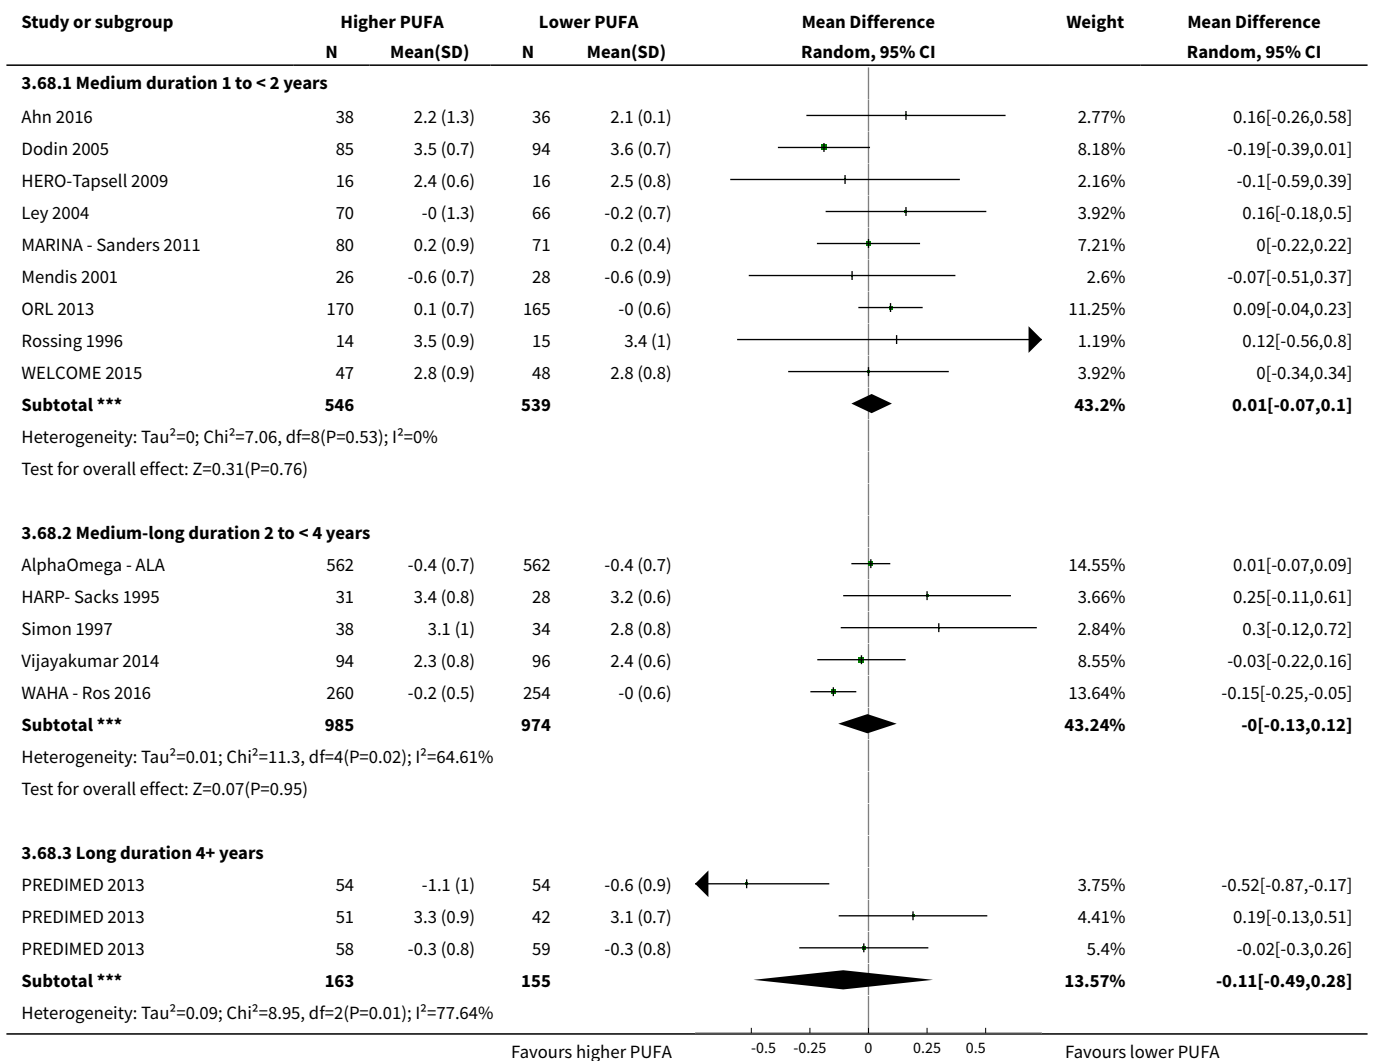 Study or subgroup Higher PUFA Lower PUFA Mean Difference Weight Mean Difference
N Mean(SD) N Mean(SD) Random, 95% CI Random, 95% CI
3.68.1 Medium duration 1 to < 2 years
Ahn 2016 38 2.2 (1.3) 36 2.1 (0.1) 2.77% 0.16[-0.26,0.58]
Dodin 2005 85 3.5 (0.7) 94 3.6 (0.7) 8.18% -0.19[-0.39,0.01]
HERO-Tapsell 2009 16 2.4 (0.6) 16 2.5 (0.8) 2.16% -0.1[-0.59,0.39]
Ley 2004 70 -0 (1.3) 66 -0.2 (0.7) 3.92% 0.16[-0.18,0.5]
MARINA - Sanders 2011 80 0.2 (0.9) 71 0.2 (0.4) 7.21% 0[-0.22,0.22]
Mendis 2001 26 -0.6 (0.7) 28 -0.6 (0.9) 2.6% -0.07[-0.51,0.37]
ORL 2013 170 0.1 (0.7) 165 -0 (0.6) 11.25% 0.09[-0.04,0.23]
Rossing 1996 14 3.5 (0.9) 15 3.4 (1) 1.19% 0.12[-0.56,0.8]
WELCOME 2015 47 2.8 (0.9) 48 2.8 (0.8) 3.92% 0[-0.34,0.34]
Subtotal *** 546 539 43.2% 0.01[-0.07,0.1]
Heterogeneity: Tau²=0; Chi²=7.06, df=8(P=0.53); I²=0%
Test for overall effect: Z=0.31(P=0.76)
3.68.2 Medium-long duration 2 to < 4 years
AlphaOmega - ALA 562 -0.4 (0.7) 562 -0.4 (0.7) 14.55% 0.01[-0.07,0.09]
HARP- Sacks 1995 31 3.4 (0.8) 28 3.2 (0.6) 3.66% 0.25[-0.11,0.61]
Simon 1997 38 3.1 (1) 34 2.8 (0.8) 2.84% 0.3[-0.12,0.72]
Vijayakumar 2014 94 2.3 (0.8) 96 2.4 (0.6) 8.55% -0.03[-0.22,0.16]
WAHA - Ros 2016 260 -0.2 (0.5) 254 -0 (0.6) 13.64% -0.15[-0.25,-0.05]
Subtotal *** 985 974 43.24% -0[-0.13,0.12]
Heterogeneity: Tau²=0.01; Chi²=11.3, df=4(P=0.02); I²=64.61%
Test for overall effect: Z=0.07(P=0.95)
3.68.3 Long duration 4+ years
PREDIMED 2013 54 -1.1 (1) 54 -0.6 (0.9) 3.75% -0.52[-0.87,-0.17]
PREDIMED 2013 51 3.3 (0.9) 42 3.1 (0.7) 4.41% 0.19[-0.13,0.51]
PREDIMED 2013 58 -0.3 (0.8) 59 -0.3 (0.8) 5.4% -0.02[-0.3,0.26]
Subtotal *** 163 155 13.57% -0.11[-0.49,0.28]
Heterogeneity: Tau²=0.09; Chi²=8.95, df=2(P=0.01); I²=77.64%
Favours higher PUFA -0.5 -0.25 0 0.25 0.5 Favours lower PUFA